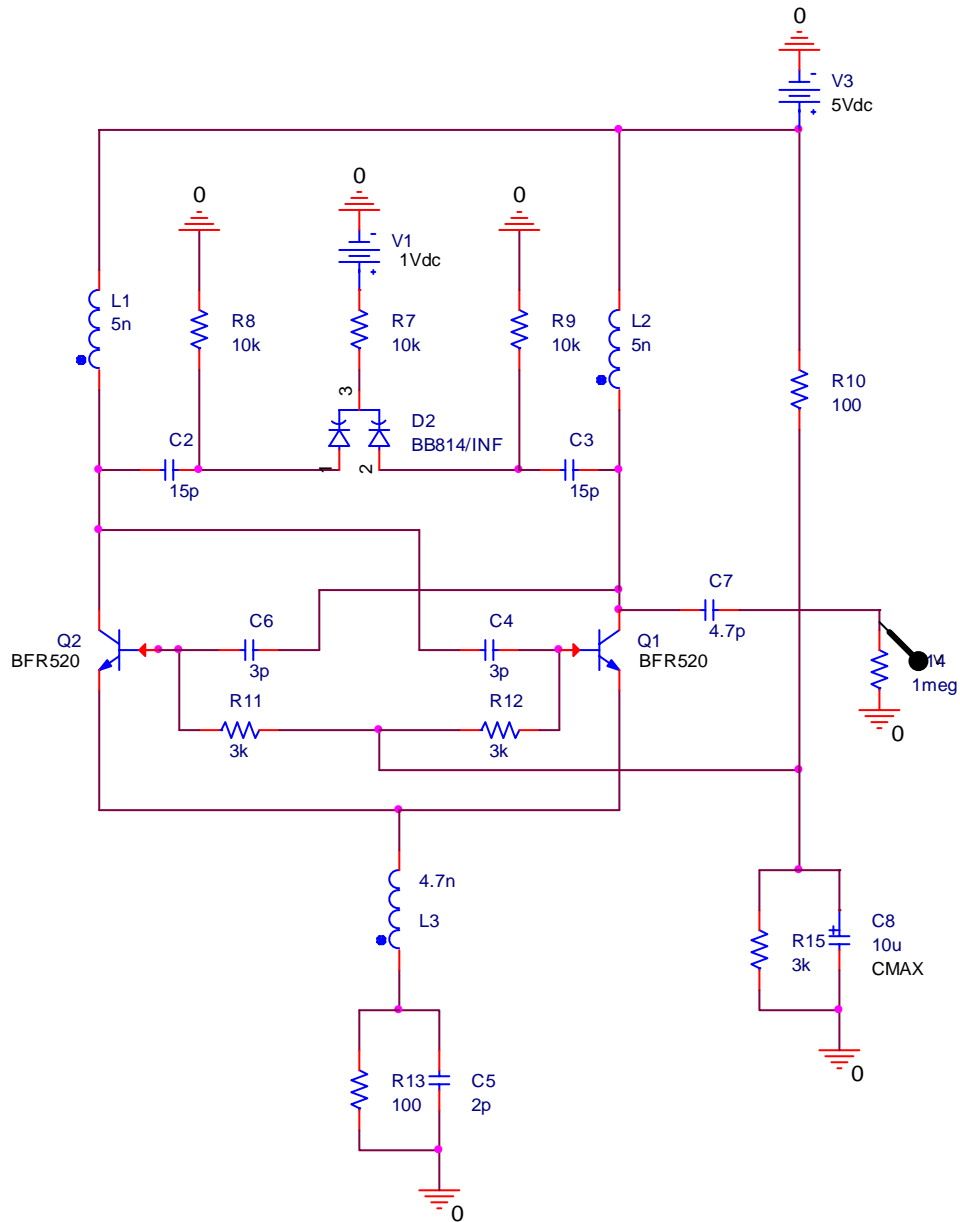 0
V3
5Vdc
0
0
0
V1
1Vdc
L1
5n
R8
10k
R7
10k
R9
10k
L2
5n
3
D2
BB814/INF
R10
100
C2
15p
1
2
C3
15p
C7
4.7p
Q2
BFR520
C6
3p
C4
3p
Q1
BFR520
14
1meg
0
R11
3k
R12
3k
4.7n
L3
R15
3k
C8
10u
CMAX
0
R13
100
C5
2p
0